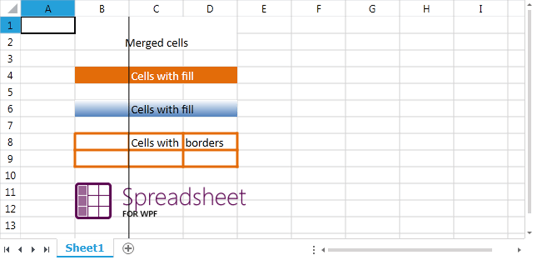 A B C D E F G H I
1
2 Merged cells
3
4 Cells with fill
5
6 Cells with fill
7
8 Cells with borders
9
10
11 Spreadsheet
12 FOR WPF
13
Sheet1